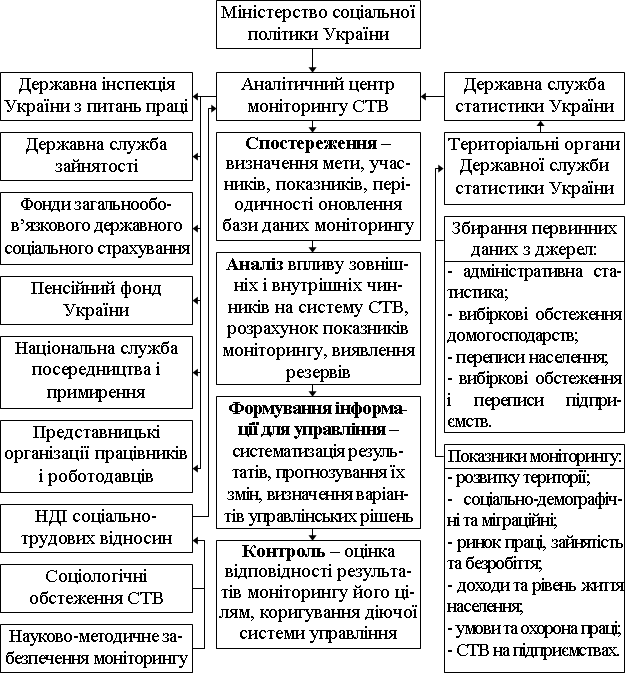 Міністерство соціальної
політики України
Державна інспекція
України з питань праці
Державна служба
зайнятості
Фонди загальнообо-
в’язкового державного
соціального страхування
Пенсійний фонд
України
Національна служба
посередництва і
примирення
Представницькі
організації працівників
і роботодавців
НДІ соціально-
трудових відносин
Соціологічні
обстеження СТВ
Науково-методичне за-
безпечення моніторингу
Аналітичний центр
моніторингу СТВ
Спостереження –
визначення мети, учас-
ників, показників, пері-
одичності оновлення
бази даних моніторингу
Аналіз впливу зовніш-
ніх і внутрішніх чин-
ників на систему СТВ,
розрахунок показників
моніторингу, виявлення
резервів
Формування інформа-
ції для управління –
систематизація резуль-
татів, прогнозування їх
змін, визначення варіан-
тів управлінських рішень
Контроль – оцінка
відповідності результа-
тів моніторингу його ці-
лям, коригування діючої
системи управління
Державна служба
статистики України
Територіальні органи
Державної служби
статистики України
Збирання первинних
даних з джерел:
- адміністративна ста-
тистика;
- вибіркові обстеження
домогосподарств;
- переписи населення;
- вибіркові обстеження
і переписи підпри-
ємств.
Показники моніторингу:
- розвитку території;
- соціально-демографіч-
ні та міграційні;
- ринок праці, зайнятість
та безробіття;
- доходи та рівень життя
населення;
- умови та охорона праці;
- СТВ на підприємствах.